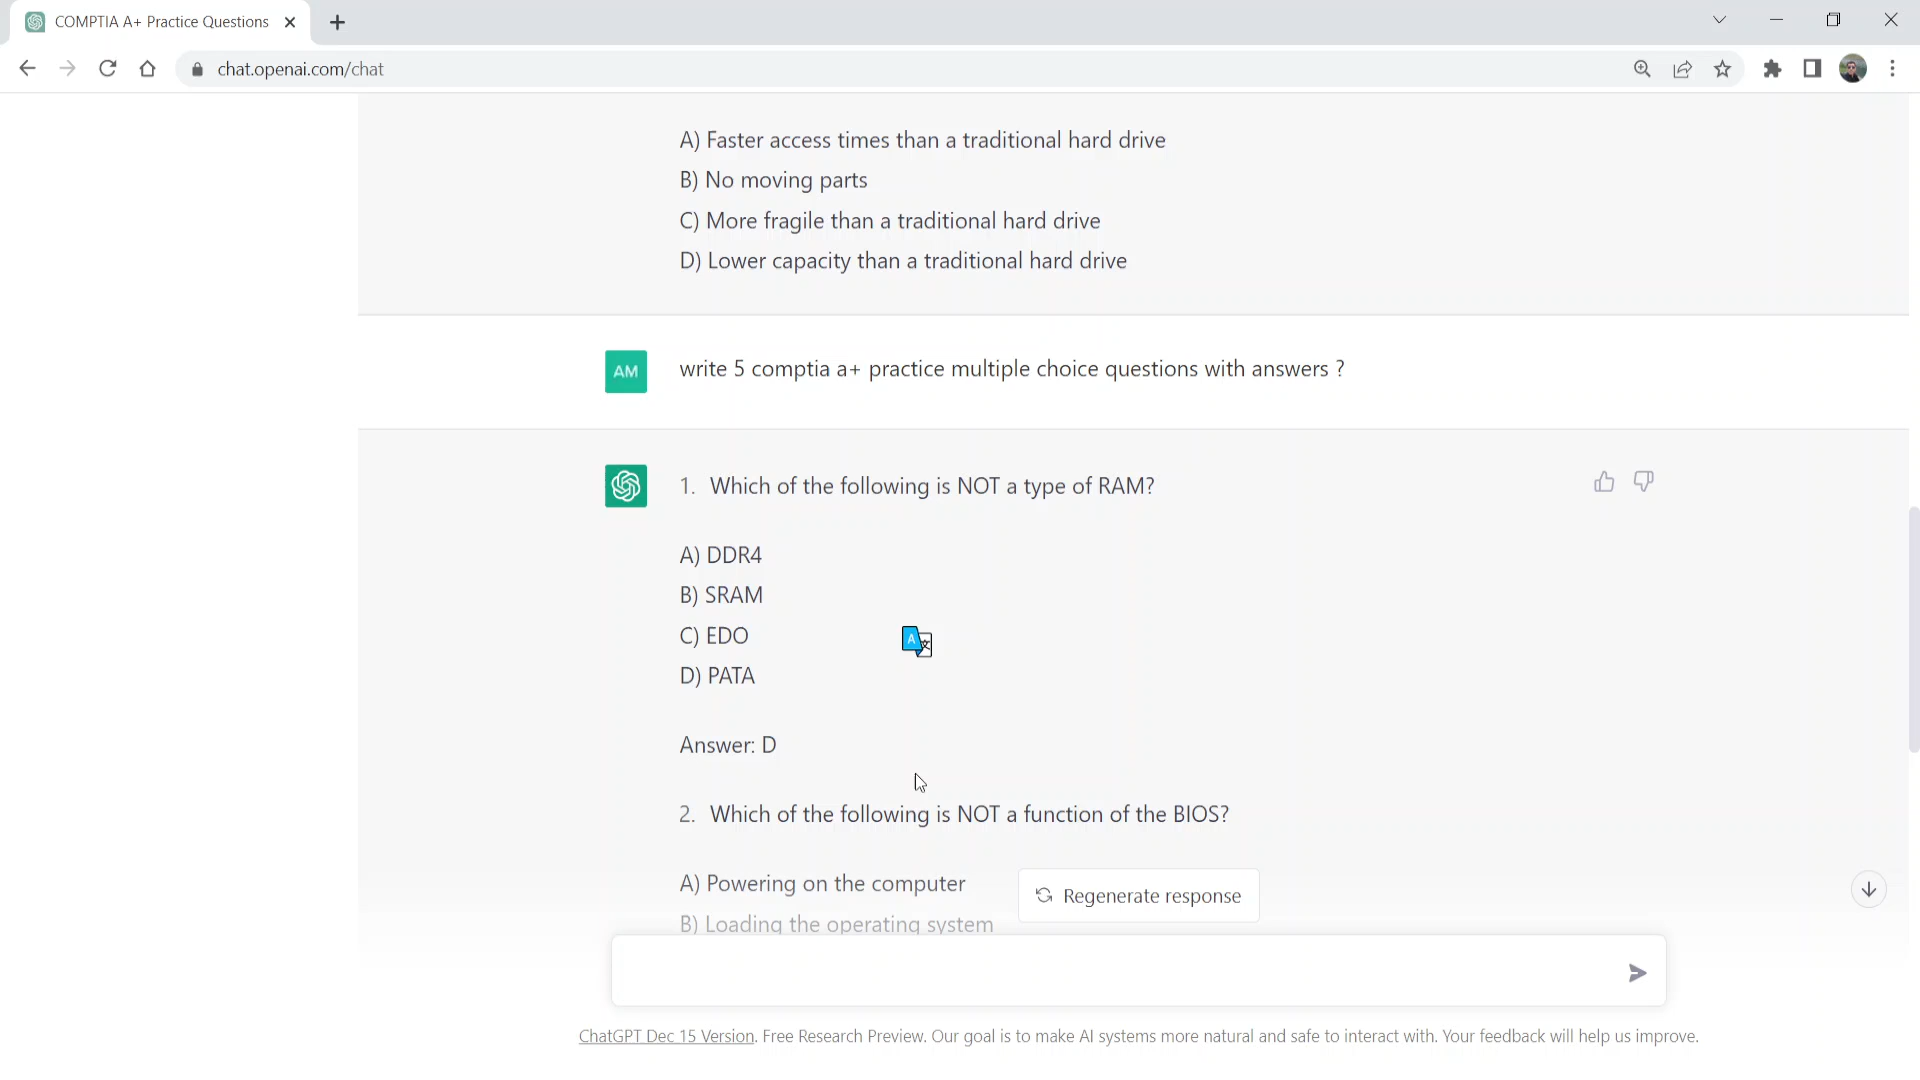 COMPTIA A+ Practice Questions
chat.openai.com/chat
A) Faster access times than a traditional hard drive
B) No moving parts
C) More fragile than a traditional hard drive
D) Lower capacity than a traditional hard drive
AM
write 5 comptia a+ practice multiple choice questions with answers ?
1. Which of the following is NOT a type of RAM?
A) DDR4
B) SRAM
C) EDO
A 文
D) PATA
Answer: D
2. Which of the following is NOT a function of the BIOS?
A) Powering on the computer
Regenerate response
B) Loading the operating system
ChatGPT Dec 15 Version. Free Research Preview. Our goal is to make AI systems more natural and safe to interact with. Your feedback will help us improve.